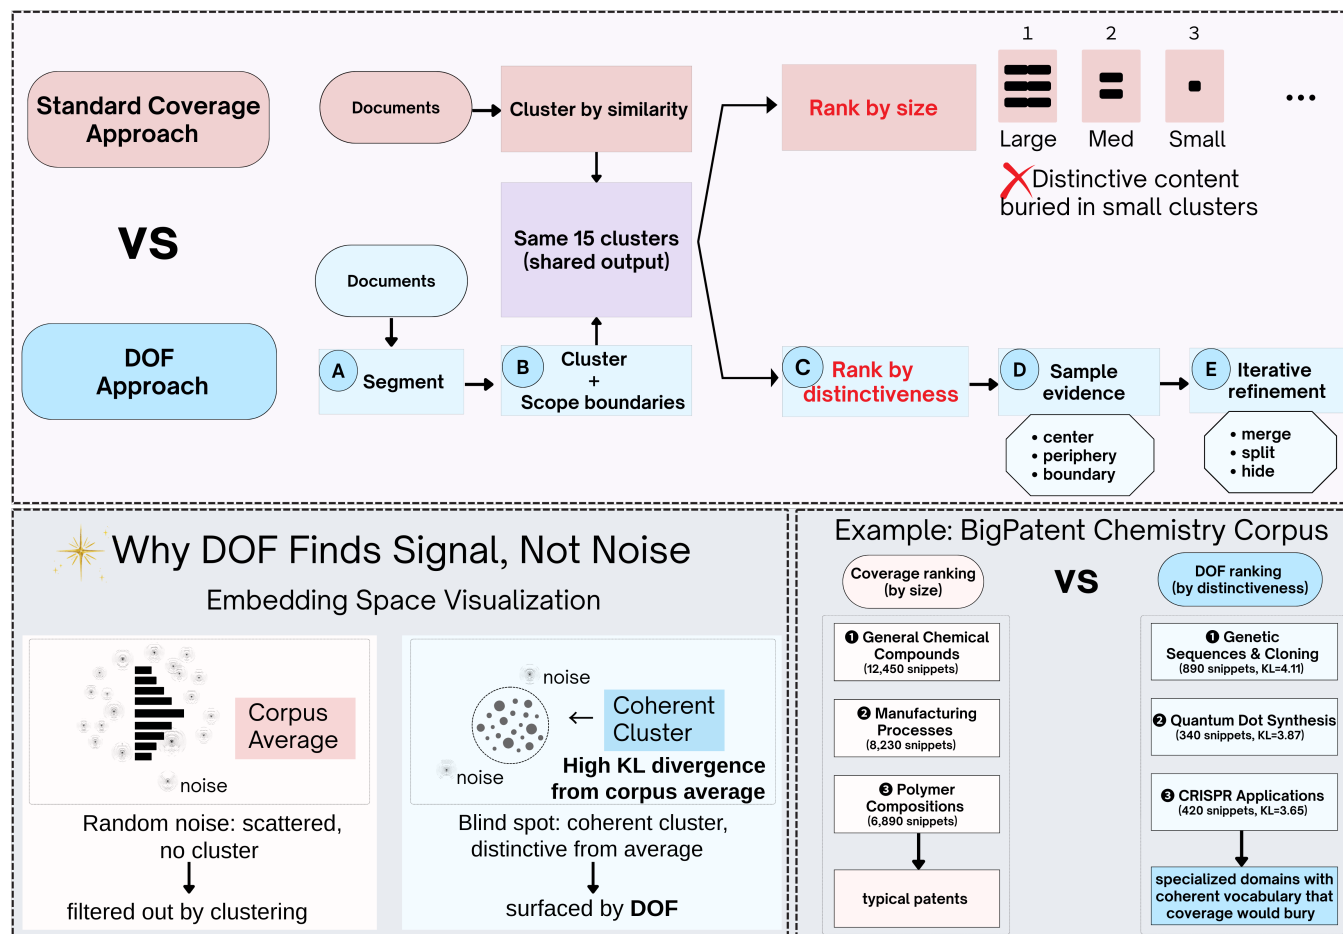 Standard Coverage
Approach
Documents
Cluster by similarity
Rank by size
1
2
3
Large
Med
Small
...
Distinctive content
buried in small clusters
VS
Same 15 clusters
(shared output)
Documents
DOF
Approach
A
Segment
B
Cluster
+
Scope boundaries
C
Rank by
distinctiveness
D
Sample
evidence
E
Iterative
refinement
• center
• periphery
• boundary
• merge
• split
• hide
Why DOF Finds Signal, Not Noise
Embedding Space Visualization
Corpus
Average
noise
Random noise: scattered,
no cluster
filtered out by clustering
noise
Coherent
Cluster
noise
High KL divergence
from corpus average
Blind spot: coherent cluster,
distinctive from average
surfaced by DOF
Example: BigPatent Chemistry Corpus
Coverage ranking
(by size)
VS
DOF ranking
(by distinctiveness)
❶ General Chemical
Compounds
(12,450 snippets)
❷ Manufacturing
Processes
(8,230 snippets)
❸ Polymer
Compositions
(6,890 snippets)
typical patents
❶ Genetic
Sequences & Cloning
(890 snippets, KL=4.11)
❷ Quantum Dot Synthesis
(340 snippets, KL=3.87)
❸ CRISPR Applications
(420 snippets, KL=3.65)
specialized domains with
coherent vocabulary that
coverage would bury